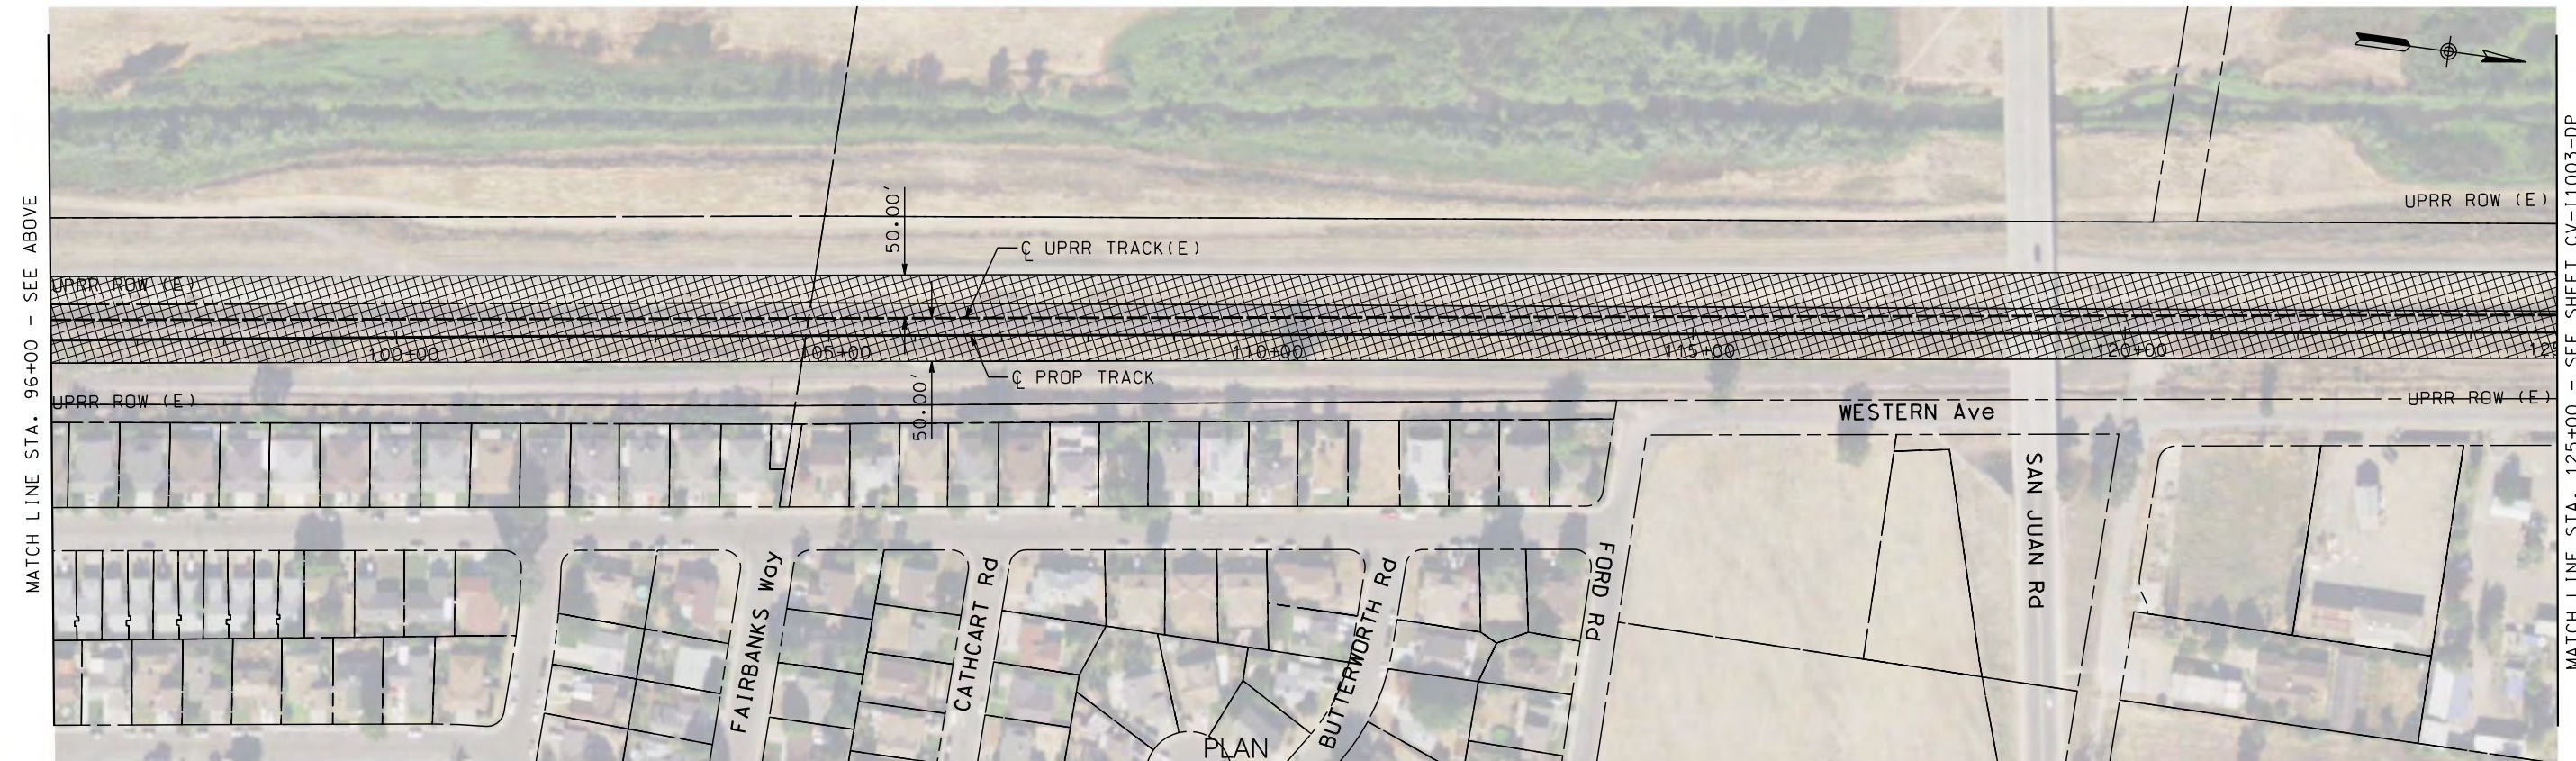 MATCH LINE STA. 96+00 - SEE ABOVE
UPRR ROW (E)
50.00'
℄ UPRR TRACK(E)
UPRR ROW (E)
100+00
105+00
110+00
115+00
120+00
℄ PROP TRACK
50.00'
UPRR ROW (E)
UPRR ROW (E)
WESTERN Ave
SAN JUAN Rd
FORD Rd
FAIRBANKS Way
CATHCART Rd
BUTTERWORTH Rd
PLAN
MATCH LINE STA. 125+00 - SEE SHEET CV-T1003-DP